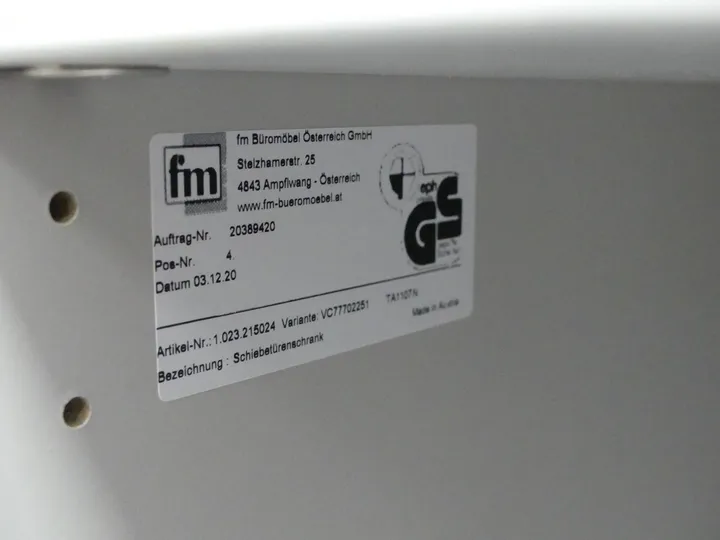 fm
fm Büromöbel Österreich GmbH
Stelzhamerstr. 25
4843 Ampflwang - Österreich
www.fm-bueromoebel.at
eph
GS
Auftrag-Nr. 20389420
Pos-Nr. 4.
Datum 03.12.20
Artikel-Nr.: 1.023.215024 Variante: VC77702251 TA1107N
Bezeichnung : Schiebetürenschrank
Made in Austria